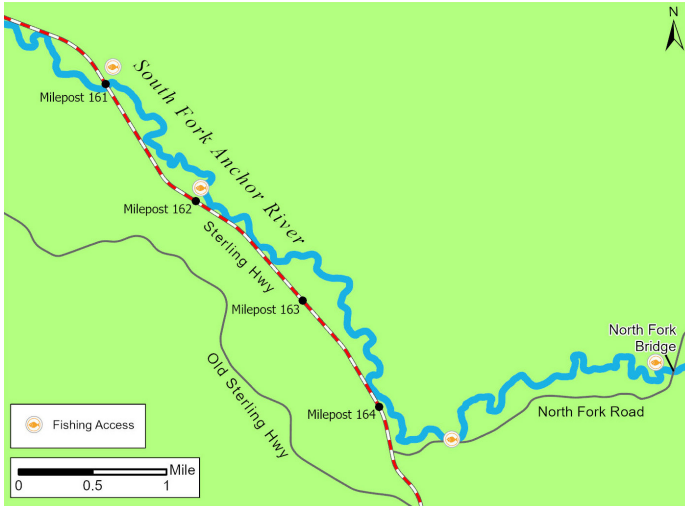 N
South Fork Anchor River
Milepost 161
Milepost 162
Sterling Hwy
Milepost 163
Old Sterling Hwy
North Fork
Bridge
Milepost 164
North Fork Road
Fishing Access
Mile
0 0.5 1